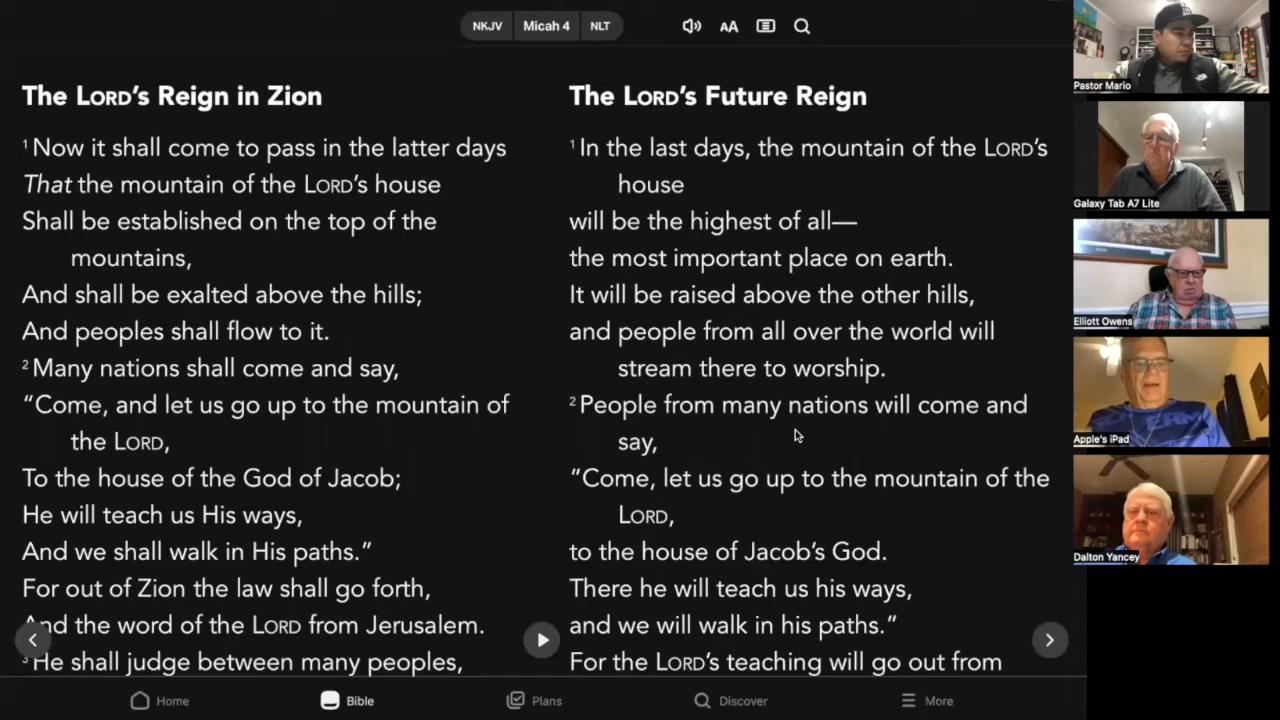 NKJV Micah 4 NLT
AA
The LORD's Reign in Zion
1 Now it shall come to pass in the latter days
That the mountain of the LORD's house
Shall be established on the top of the
mountains,
And shall be exalted above the hills;
And peoples shall flow to it.
2 Many nations shall come and say,
“Come, and let us go up to the mountain of
the LORD,
To the house of the God of Jacob;
He will teach us His ways,
And we shall walk in His paths.”
For out of Zion the law shall go forth,
And the word of the LORD from Jerusalem.
3 He shall judge between many peoples,
The LORD's Future Reign
1 In the last days, the mountain of the LORD's
house
will be the highest of all—
the most important place on earth.
It will be raised above the other hills,
and people from all over the world will
stream there to worship.
2 People from many nations will come and
say,
“Come, let us go up to the mountain of the
LORD,
to the house of Jacob's God.
There he will teach us his ways,
and we will walk in his paths.”
For the LORD's teaching will go out from
Home Bible Plans Discover More
Pastor Mario
Galaxy Tab A7 Lite
Elliott Owens
Apple's iPad
Dalton Yancey